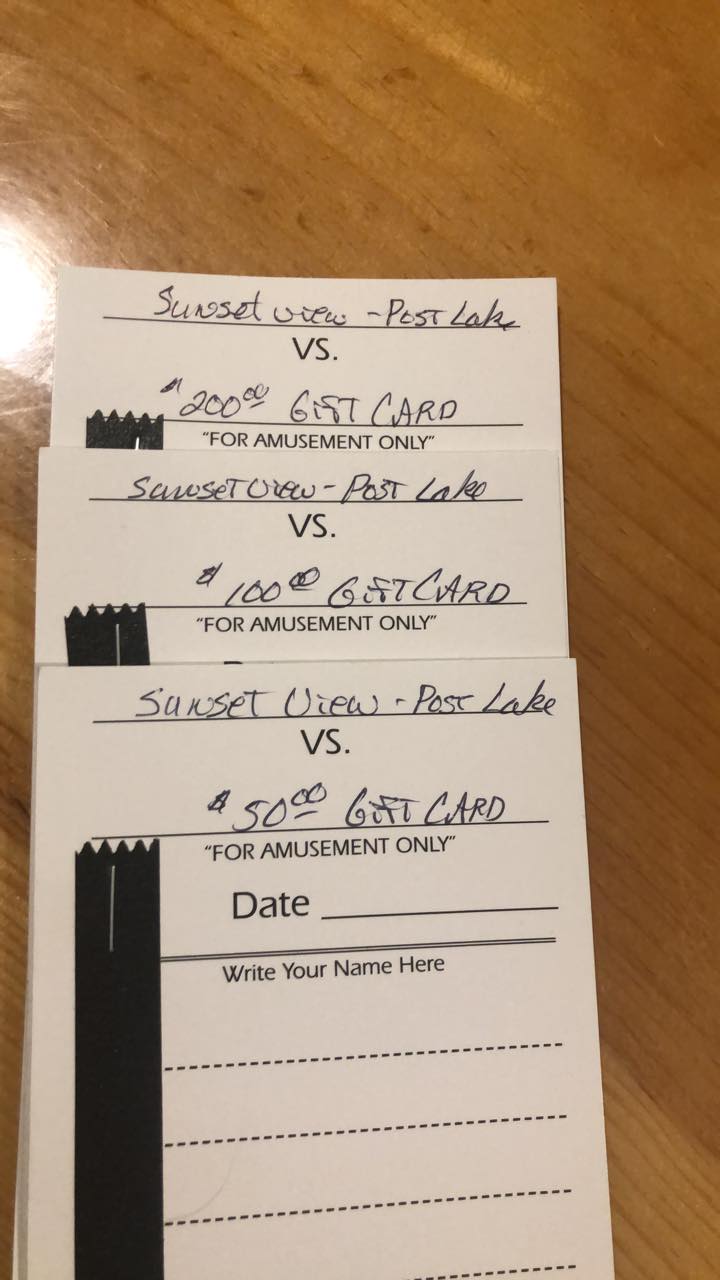 Sunset View - Post Lake
VS.
$200.00 GIFT CARD
"FOR AMUSEMENT ONLY"
Sunset View - Post Lake
VS.
$100.00 GIFT CARD
"FOR AMUSEMENT ONLY"
Sunset View - Post Lake
VS.
$50.00 GIFT CARD
"FOR AMUSEMENT ONLY"
Date
Write Your Name Here